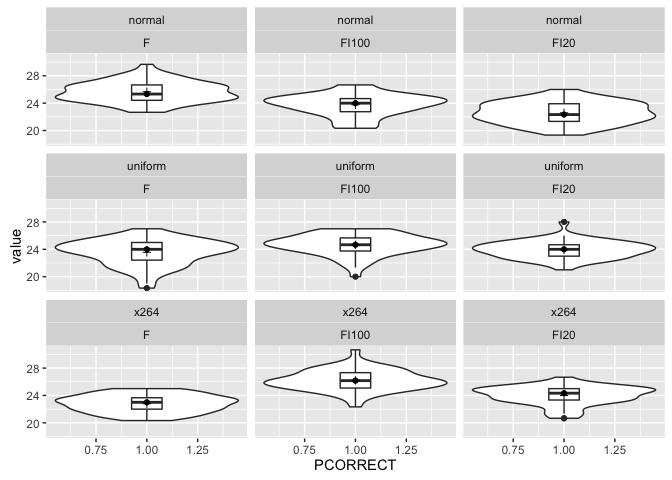 normal normal normal
F FI100 FI20
28
24
20
uniform uniform uniform
F FI100 FI20
28
24
20
value
x264 x264 x264
F FI100 FI20
28
24
20
0.75 1.00 1.25 0.75 1.00 1.25 0.75 1.00 1.25
PCORRECT